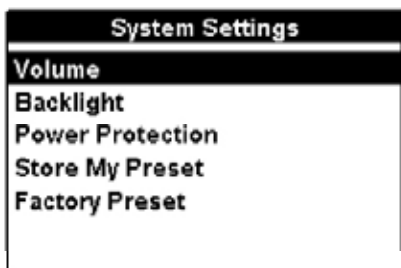 System Settings
Volume
Backlight
Power Protection
Store My Preset
Factory Preset